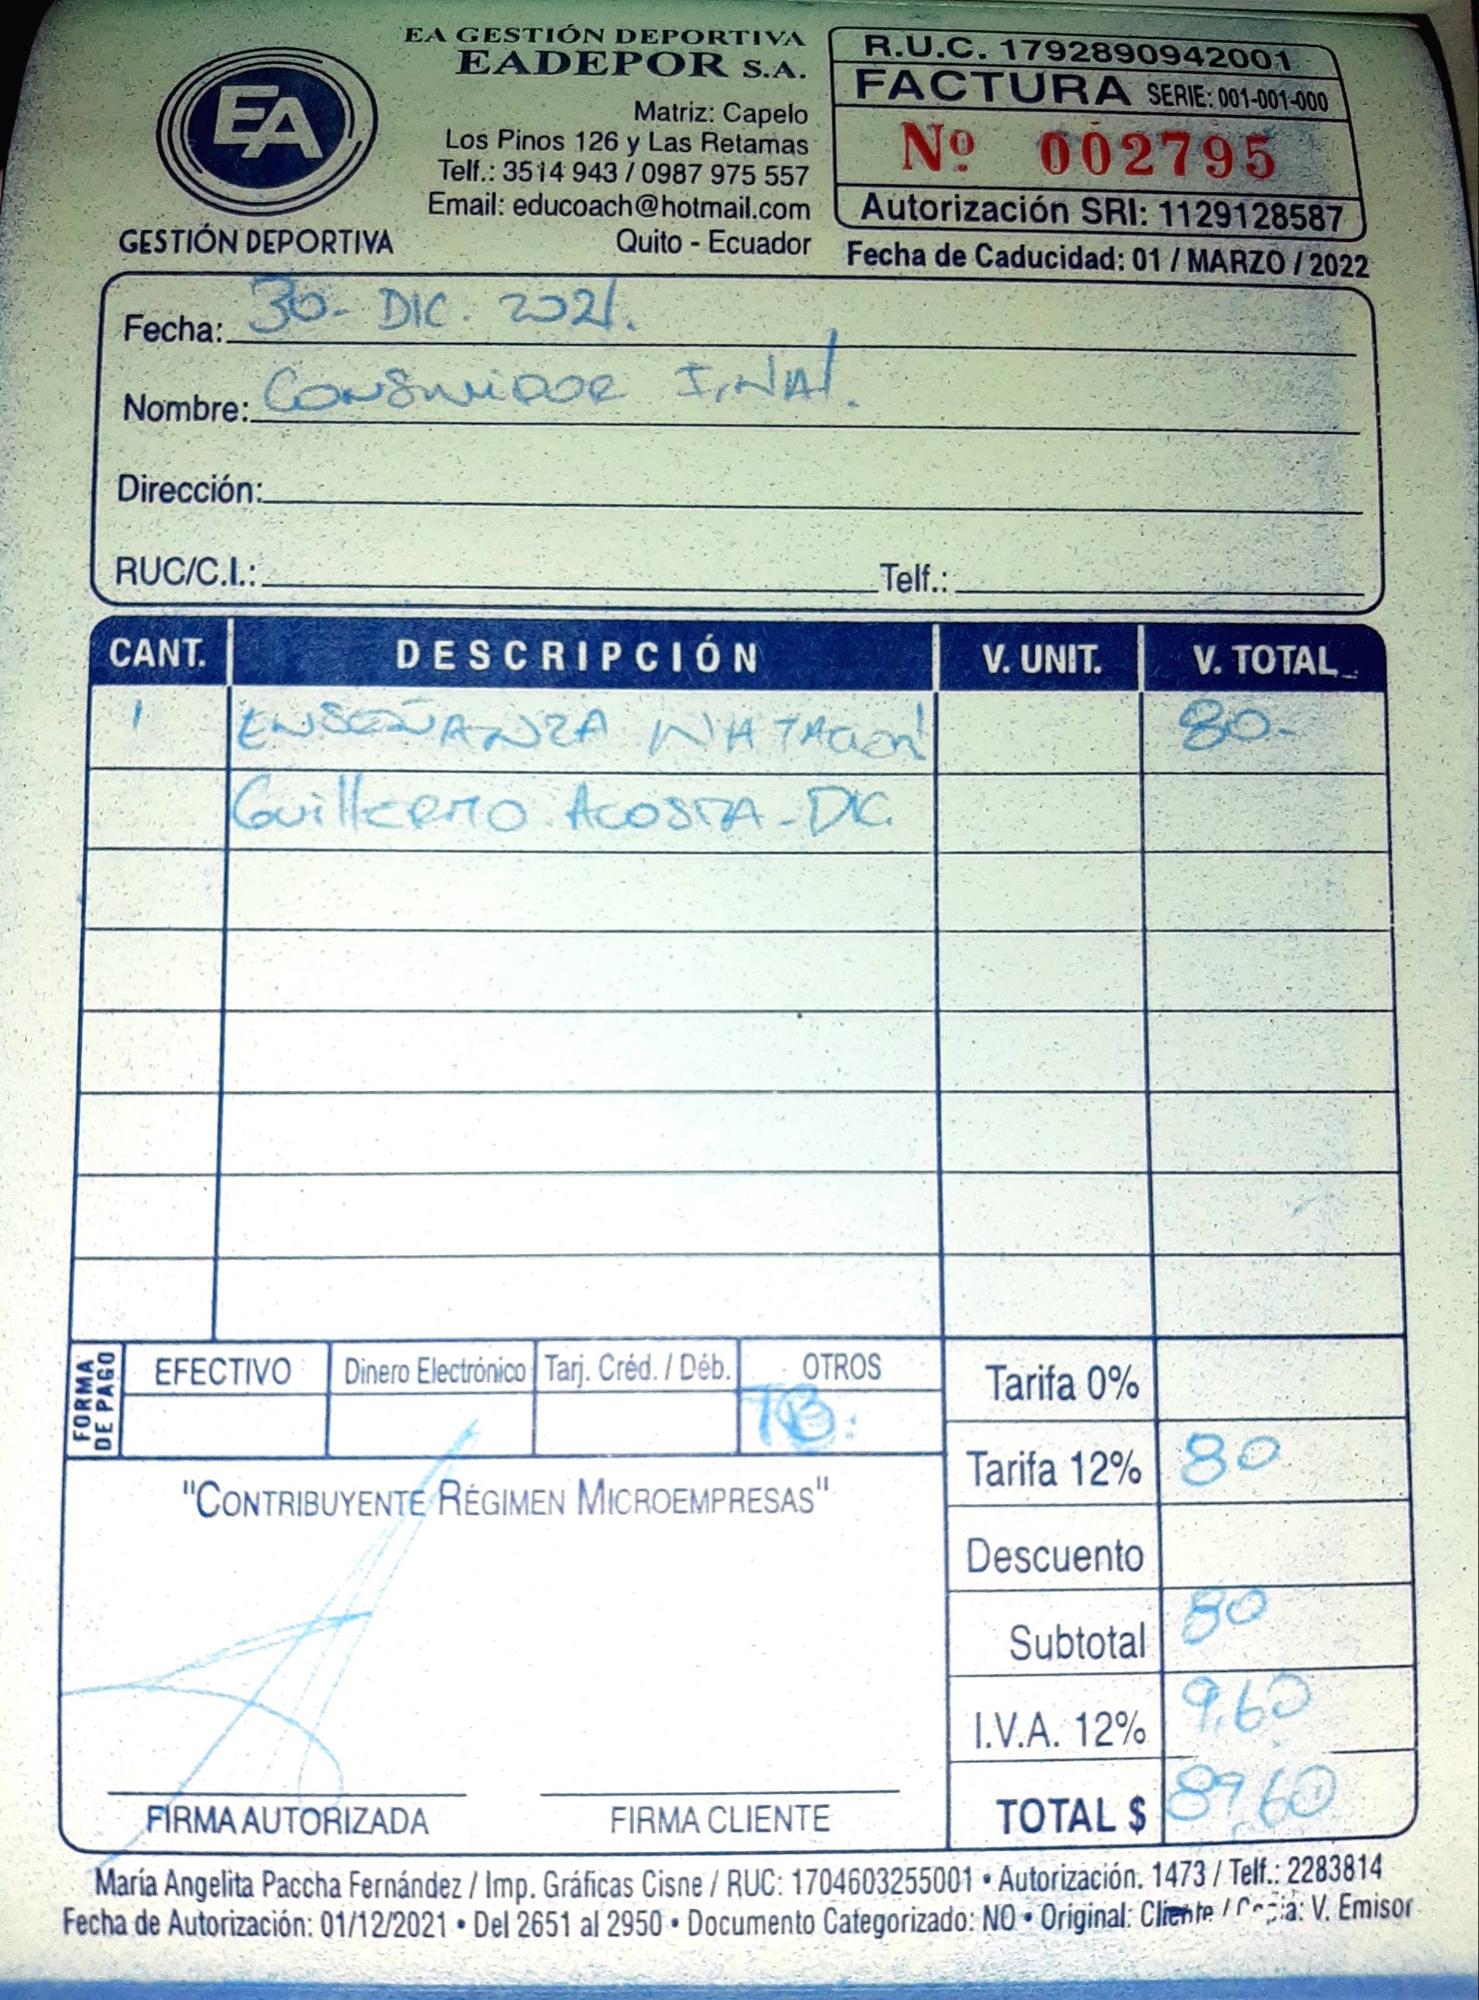 EA
GESTIÓN DEPORTIVA
EA GESTIÓN DEPORTIVA
EADEPOR S.A.
Matriz: Capelo
Los Pinos 126 y Las Retamas
Telf.: 3514 943 / 0987 975 557
Email: educoach@hotmail.com
Quito - Ecuador
R.U.C. 1792890942001
FACTURA SERIE: 001-001-000
Nº 002795
Autorización SRI: 1129128587
Fecha de Caducidad: 01 / MARZO / 2022
Fecha: 30- DIC. 2021.
Nombre: CONSUMIDOR FINAL.
Dirección:
RUC/C.I.: Telf.:
CANT. DESCRIPCIÓN V. UNIT. V. TOTAL
1 ENSEÑANZA NATACION 80-
Guillermo Acosta - DIC.
FORMA DE PAGO
EFECTIVO Dinero Electrónico Tarj. Créd. / Déb. OTROS
TB.
Tarifa 0%
Tarifa 12% 80
Descuento
Subtotal 80
I.V.A. 12% 9,60
TOTAL $ 89,60
"CONTRIBUYENTE RÉGIMEN MICROEMPRESAS"
FIRMA AUTORIZADA FIRMA CLIENTE
María Angelita Paccha Fernández / Imp. Gráficas Cisne / RUC: 1704603255001 • Autorización. 1473 / Telf.: 2283814
Fecha de Autorización: 01/12/2021 • Del 2651 al 2950 • Documento Categorizado: NO • Original: Cliente / Copia: V. Emisor